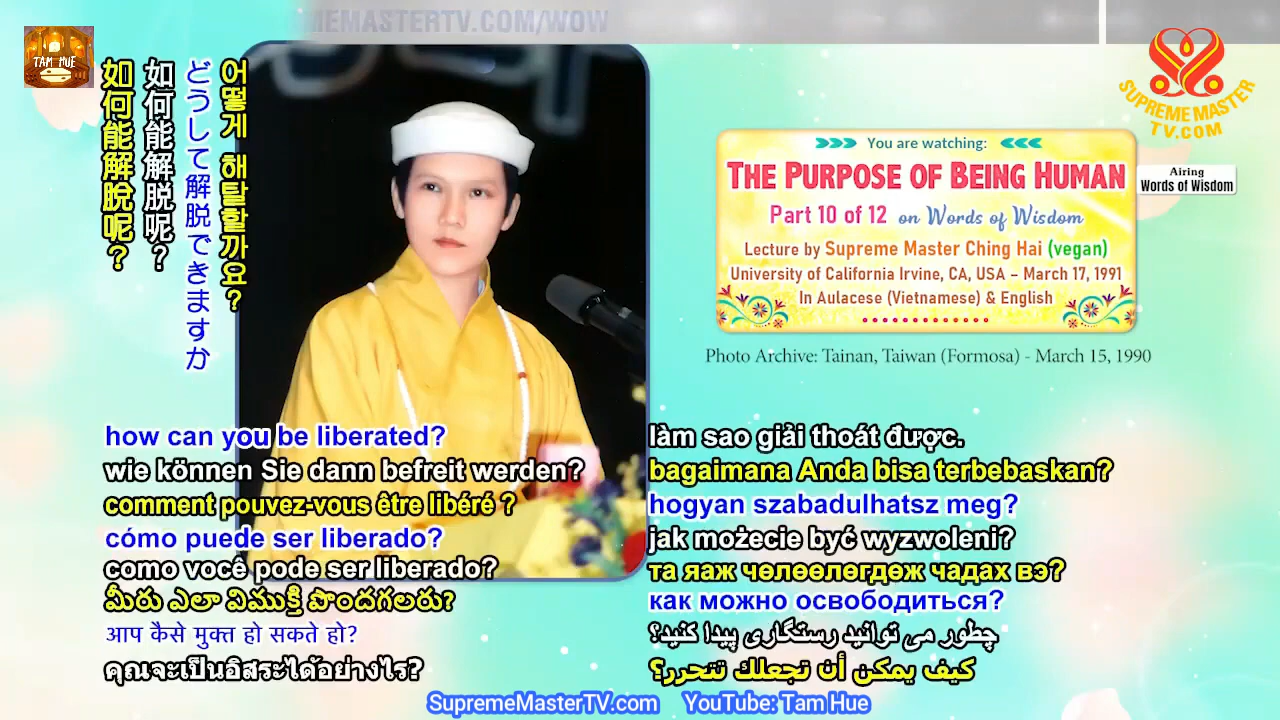 SUPREMEMASTERTV.COM/WOW
TAM HUE
SUPREME MASTER
TV.COM
어떻게 해탈할까요?
どうして解脱できますか
如何能解脱呢？
如何能解脫呢？
You are watching:
THE PURPOSE OF BEING HUMAN
Part 10 of 12 on Words of Wisdom
Lecture by Supreme Master Ching Hai (vegan)
University of California Irvine, CA, USA – March 17, 1991
In Aulacese (Vietnamese) & English
Airing
Words of Wisdom
Photo Archive: Tainan, Taiwan (Formosa) - March 15, 1990
how can you be liberated?
wie können Sie dann befreit werden?
comment pouvez-vous être libéré ?
cómo puede ser liberado?
como você pode ser liberado?
మీరు ఎలా విముక్తి పొందగలరు?
आप कैसे मुक्त हो सकते हो?
คุณจะเป็นอิสระได้อย่างไร?
làm sao giải thoát được.
bagaimana Anda bisa terbebaskan?
hogyan szabadulhatsz meg?
jak możecie być wyzwoleni?
та яаж чөлөөлөгдөж чадах вэ?
как можно освободиться?
چطور می توانید رستگاری پیدا کنید؟
كيف يمكن أن تجعلك تتحرر؟
SupremeMasterTV.com YouTube: Tam Hue